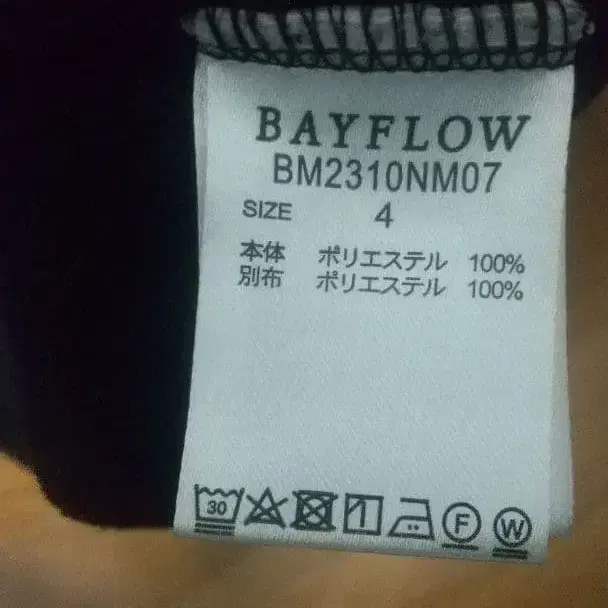 BAYFLOW
BM2310NM07
SIZE 4
本体 ポリエステル 100%
別布 ポリエステル 100%
30 F W